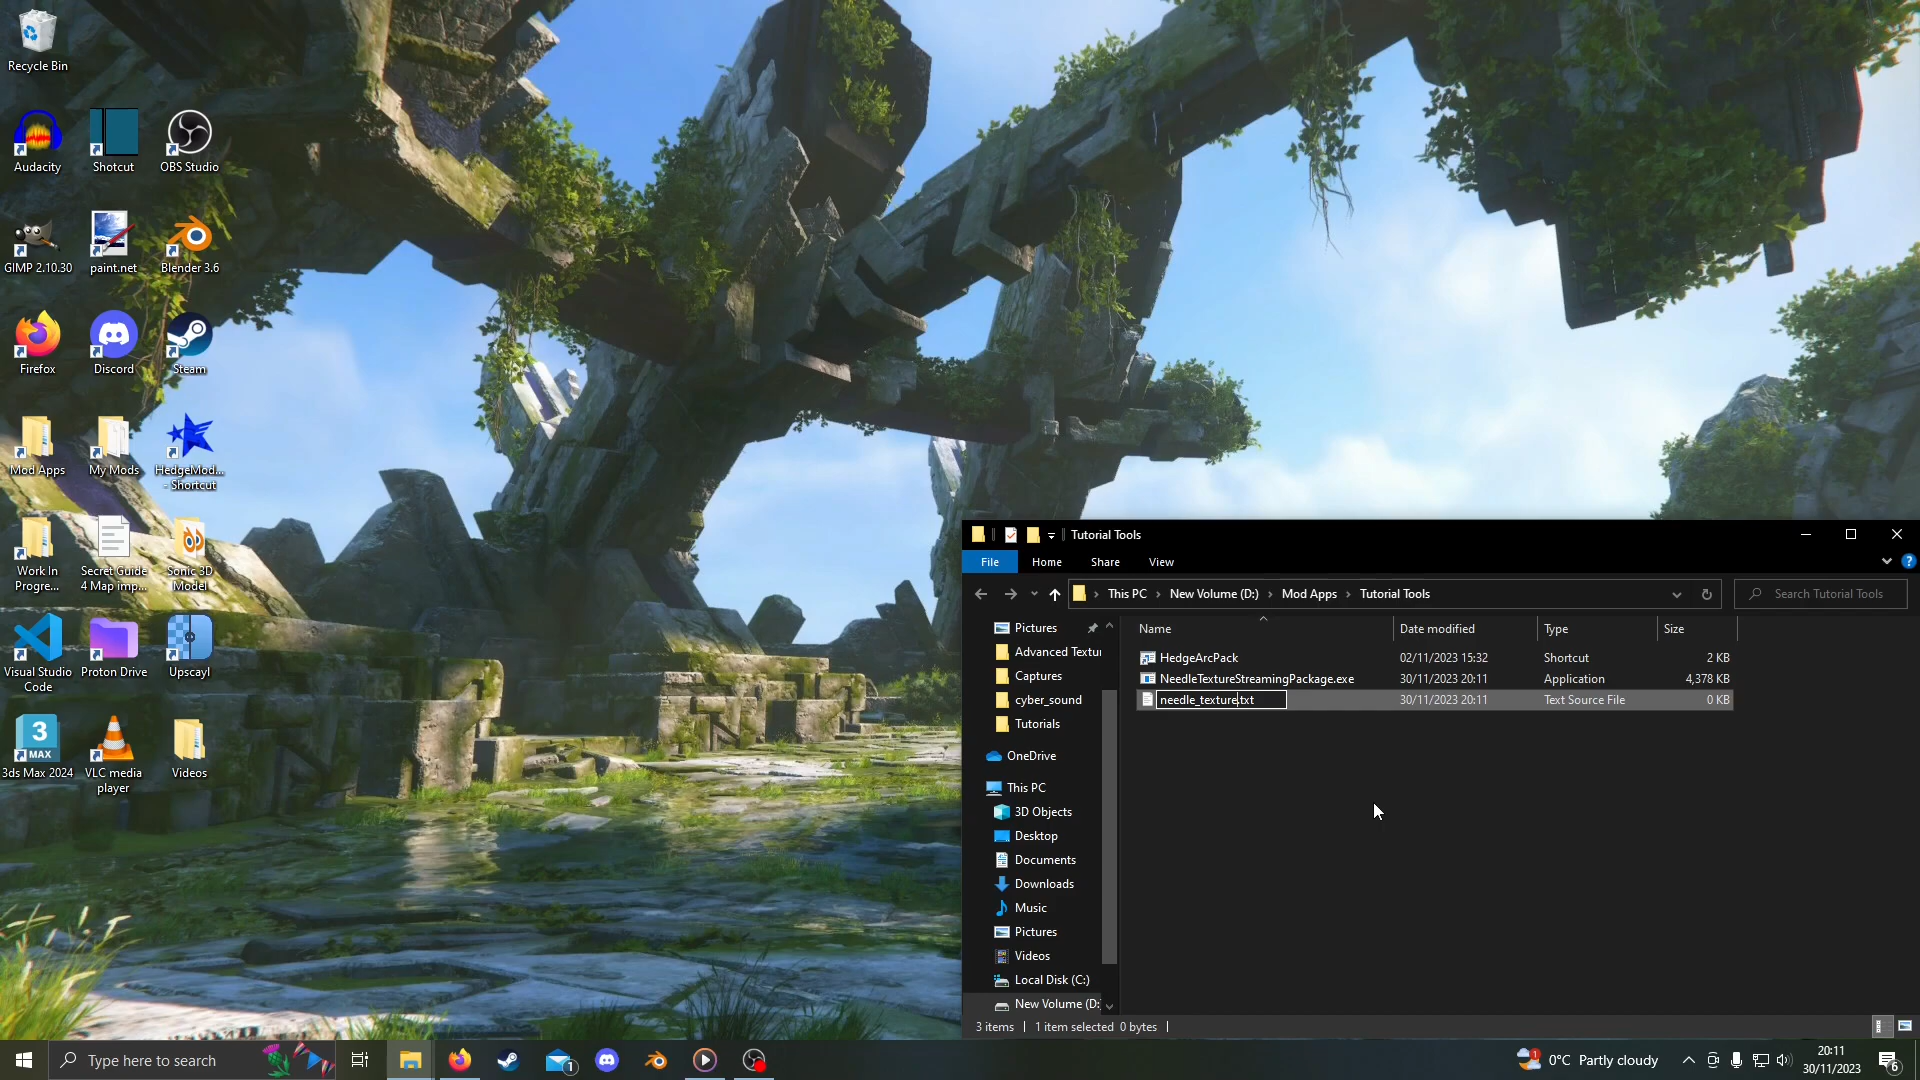 Recycle Bin
Audacity
Shotcut
OBS Studio
GIMP 2.10.30
paint.net
Blender 3.6
Firefox
Discord
Steam
Mod Apps
My Mods
HedgeMod...
- Shortcut
Work In
Progre...
Secret Guide
4 Map imp...
Sonic 3D
Model
Visual Studio
Code
Proton Drive
Upscayl
3
MAX
3ds Max 2024
VLC media
player
Videos
Tutorial Tools
File
Home
Share
View
?
This PC
New Volume (D:)
Mod Apps
Tutorial Tools
Search Tutorial Tools
Pictures
Advanced Textur
Captures
cyber_sound
Tutorials
OneDrive
This PC
3D Objects
Desktop
Documents
Downloads
Music
Pictures
Videos
Local Disk (C:)
New Volume (D:
Name
Date modified
Type
Size
HedgeArcPack
02/11/2023 15:32
Shortcut
2 KB
NeedleTextureStreamingPackage.exe
30/11/2023 20:11
Application
4,378 KB
needle_texture.txt
30/11/2023 20:11
Text Source File
0 KB
3 items
1 item selected 0 bytes
Type here to search
1
1
0°C Partly cloudy
20:11
30/11/2023
6